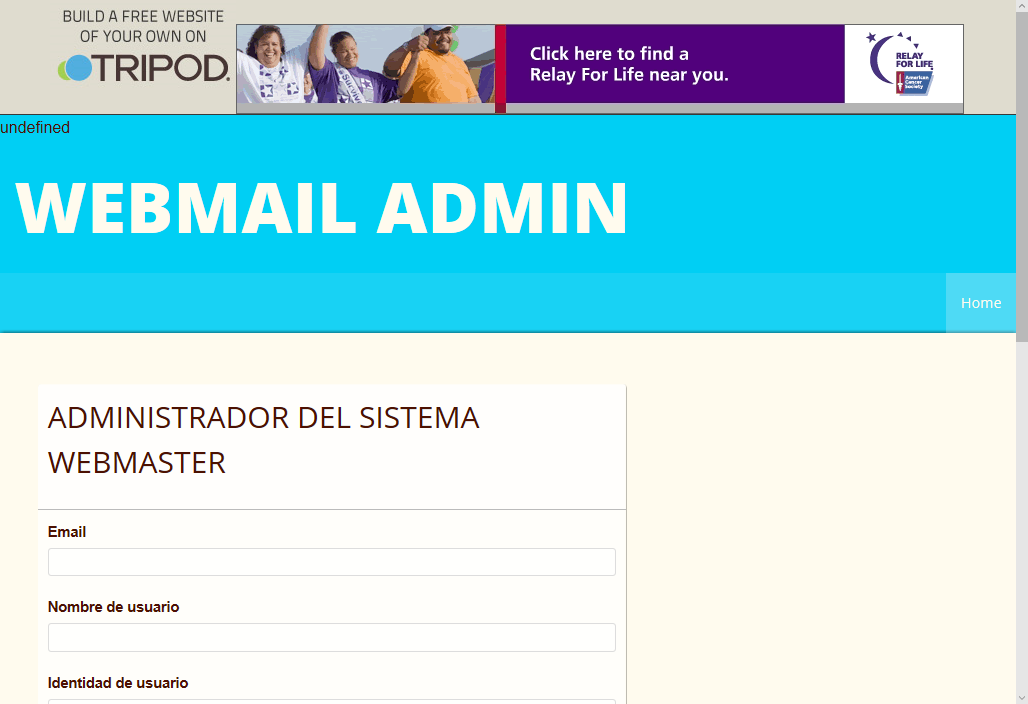 BUILD A FREE WEBSITE
OF YOUR OWN ON
TRIPOD.
Click here to find a
Relay For Life near you.
RELAY
FOR LIFE
American
Cancer
Society
undefined
WEBMAIL ADMIN
Home
ADMINISTRADOR DEL SISTEMA
WEBMASTER
Email
Nombre de usuario
Identidad de usuario